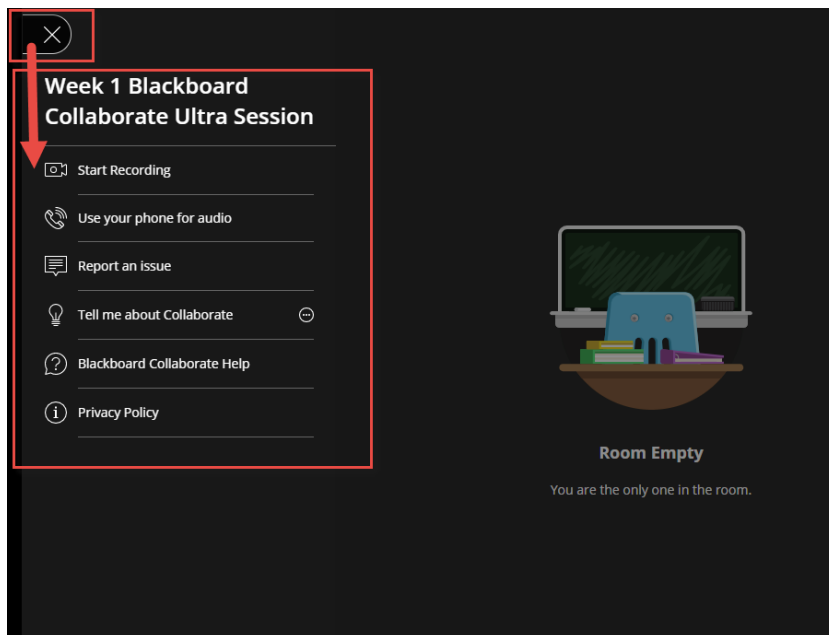 Week 1 Blackboard
Collaborate Ultra Session
Start Recording
Use your phone for audio
Report an issue
Tell me about Collaborate
Blackboard Collaborate Help
Privacy Policy
Room Empty
You are the only one in the room.